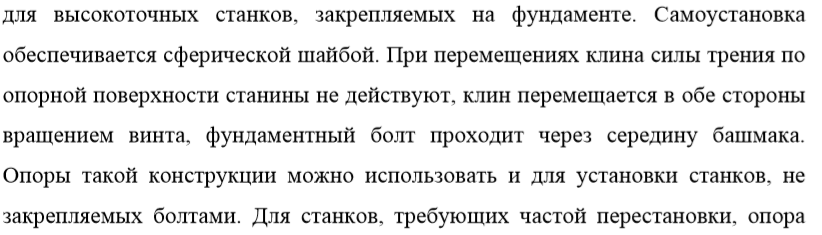 для высокоточных станков, закрепляемых на фундаменте. Самоустановка
обеспечивается сферической шайбой. При перемещениях клина силы трения по
опорной поверхности станины не действуют, клин перемещается в обе стороны
вращением винта, фундаментный болт проходит через середину башмака.
Опоры такой конструкции можно использовать и для установки станков, не
закрепляемых болтами. Для станков, требующих частой перестановки, опора